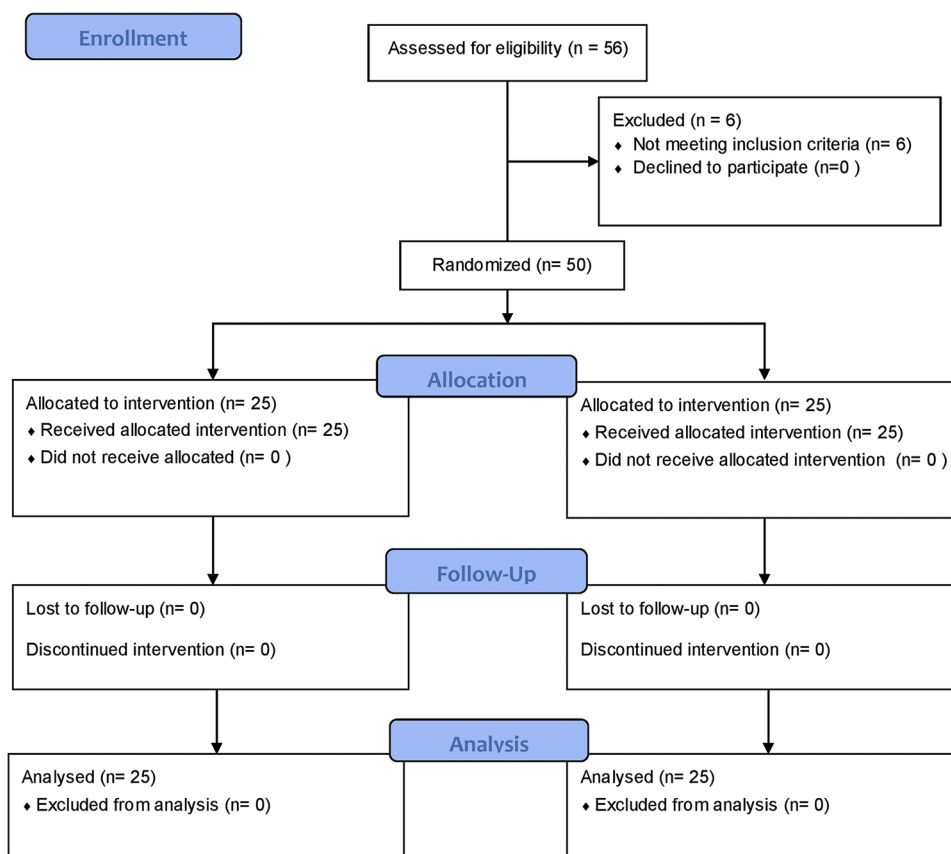 Enrollment
Assessed for eligibility (n = 56)
Excluded (n = 6)
♦ Not meeting inclusion criteria (n= 6)
♦ Declined to participate (n=0 )
Randomized (n= 50)
Allocation
Allocated to intervention (n= 25)
♦ Received allocated intervention (n= 25)
♦ Did not receive allocated (n= 0 )
Allocated to intervention (n= 25)
♦ Received allocated intervention (n= 25)
♦ Did not receive allocated intervention (n= 0 )
Follow-Up
Lost to follow-up (n= 0)
Discontinued intervention (n= 0)
Lost to follow-up (n= 0)
Discontinued intervention (n= 0)
Analysis
Analysed (n= 25)
♦ Excluded from analysis (n= 0)
Analysed (n= 25)
♦ Excluded from analysis (n= 0)